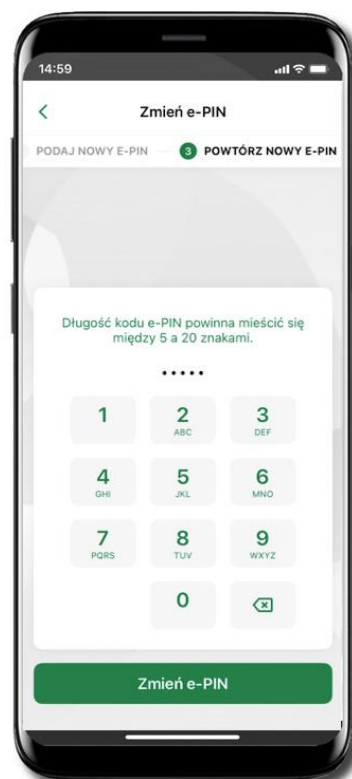 14:59
Zmień e-PIN
PODAJ NOWY E-PIN 3 POWTÓRZ NOWY E-PIN
Długość kodu e-PIN powinna mieścić się
między 5 a 20 znakami.
•••••
1 2 3
ABC DEF
4 5 6
GHI JKL MNO
7 8 9
PQRS TUV WXYZ
0
Zmień e-PIN